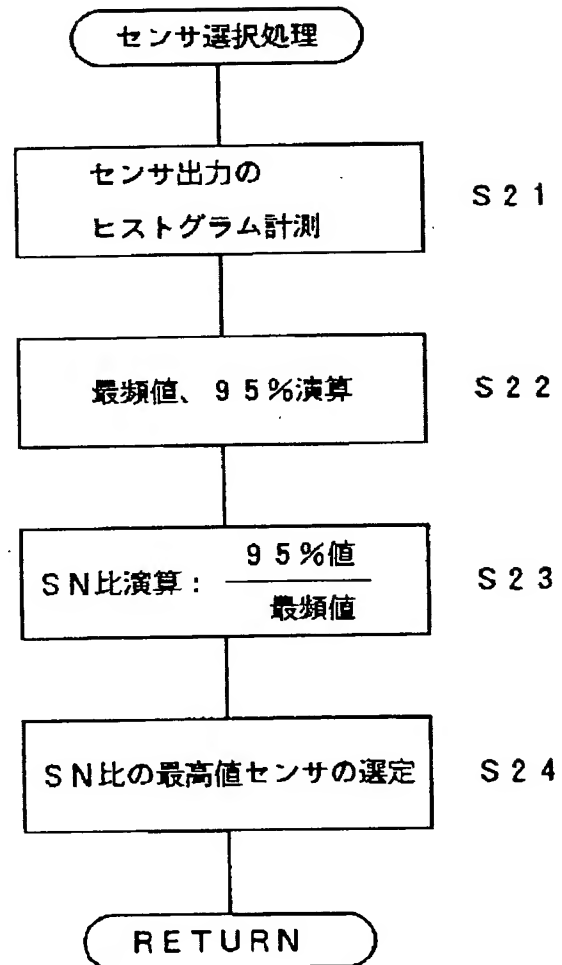 センサ選択処理
センサ出力の
ヒストグラム計測
S21
最頻値、95%演算
S22
SN比演算： 95%値
最頻値
S23
SN比の最高値センサの選定
S24
RETURN